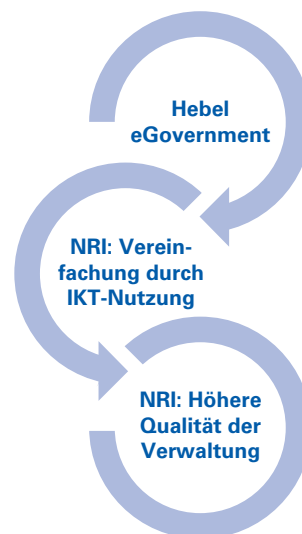 Hebel
eGovernment
NRI: Verein-
fachung durch
IKT-Nutzung
NRI: Höhere
Qualität der
Verwaltung